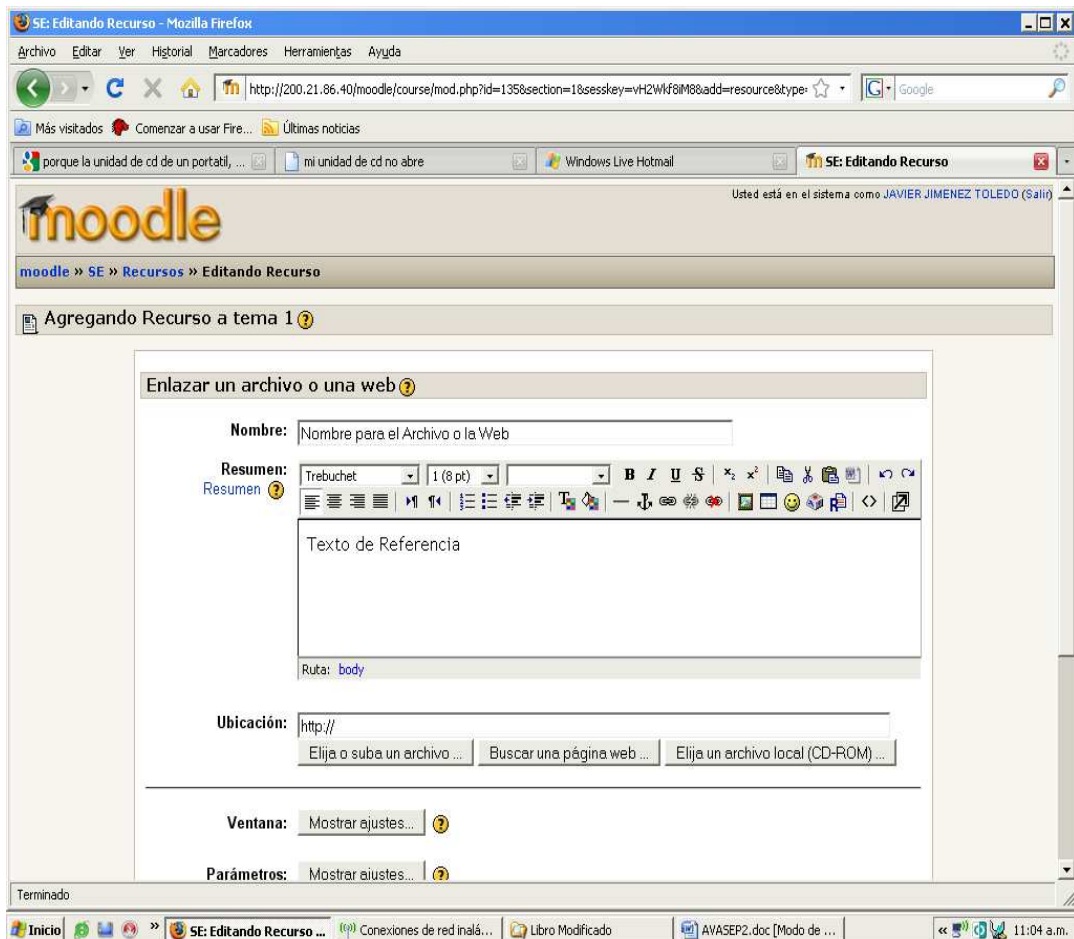 SE: Editando Recurso - Mozilla Firefox
Archivo Editar Ver Historial Marcadores Herramientas Ayuda
http://200.21.86.40/moodle/course/mod.php?id=135&section=1&sesskey=vH2Wkf8iM8&add=resource&type= G Google
Más visitados Comenzar a usar Fire... Últimas noticias
porque la unidad de cd de un portatil, ... mi unidad de cd no abre Windows Live Hotmail SE: Editando Recurso
moodle
Usted está en el sistema como JAVIER JIMENEZ TOLEDO (Salir)
moodle » SE » Recursos » Editando Recurso
Agregando Recurso a tema 1
Enlazar un archivo o una web
Nombre: Nombre para el Archivo o la Web
Resumen: Trebuchet 1 (8 pt) B I U S
Resumen
Texto de Referencia
Ruta: body
Ubicación: http://
Elija o suba un archivo ... Buscar una página web ... Elija un archivo local (CD-ROM) ...
Ventana: Mostrar ajustes...
Parámetros: Mostrar ajustes...
Terminado
Inicio » SE: Editando Recurso ... Conexiones de red inalá... Libro Modificado AVASEP2.doc [Modo de ... « 11:04 a.m.